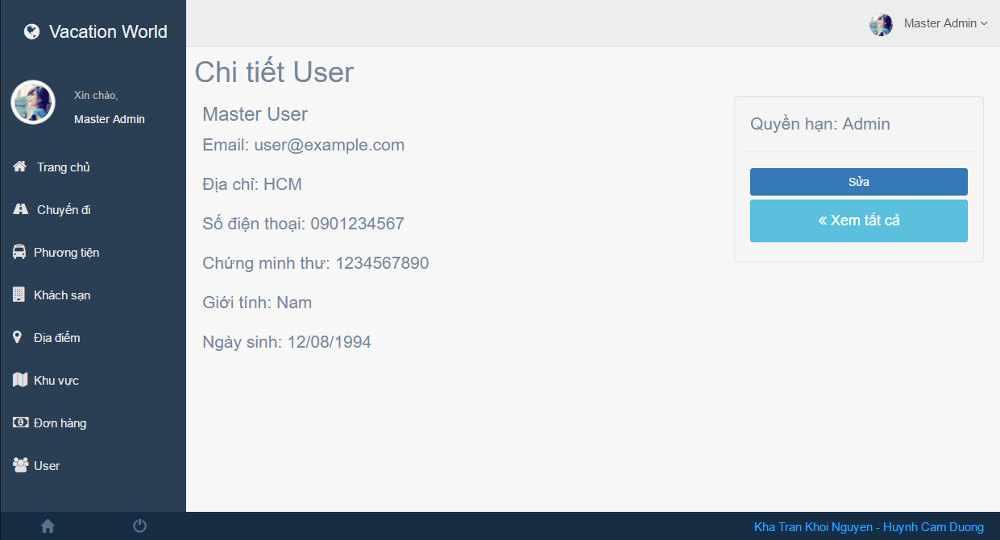 Vacation World
Master Admin
Xin chào,
Master Admin
Trang chủ
Chuyến đi
Phương tiện
Khách sạn
Địa điểm
Khu vực
Đơn hàng
User
Chi tiết User
Master User
Email: user@example.com
Địa chỉ: HCM
Số điện thoại: 0901234567
Chứng minh thư: 1234567890
Giới tính: Nam
Ngày sinh: 12/08/1994
Quyền hạn: Admin
Sửa
« Xem tất cả
Kha Tran Khoi Nguyen - Huynh Cam Duong